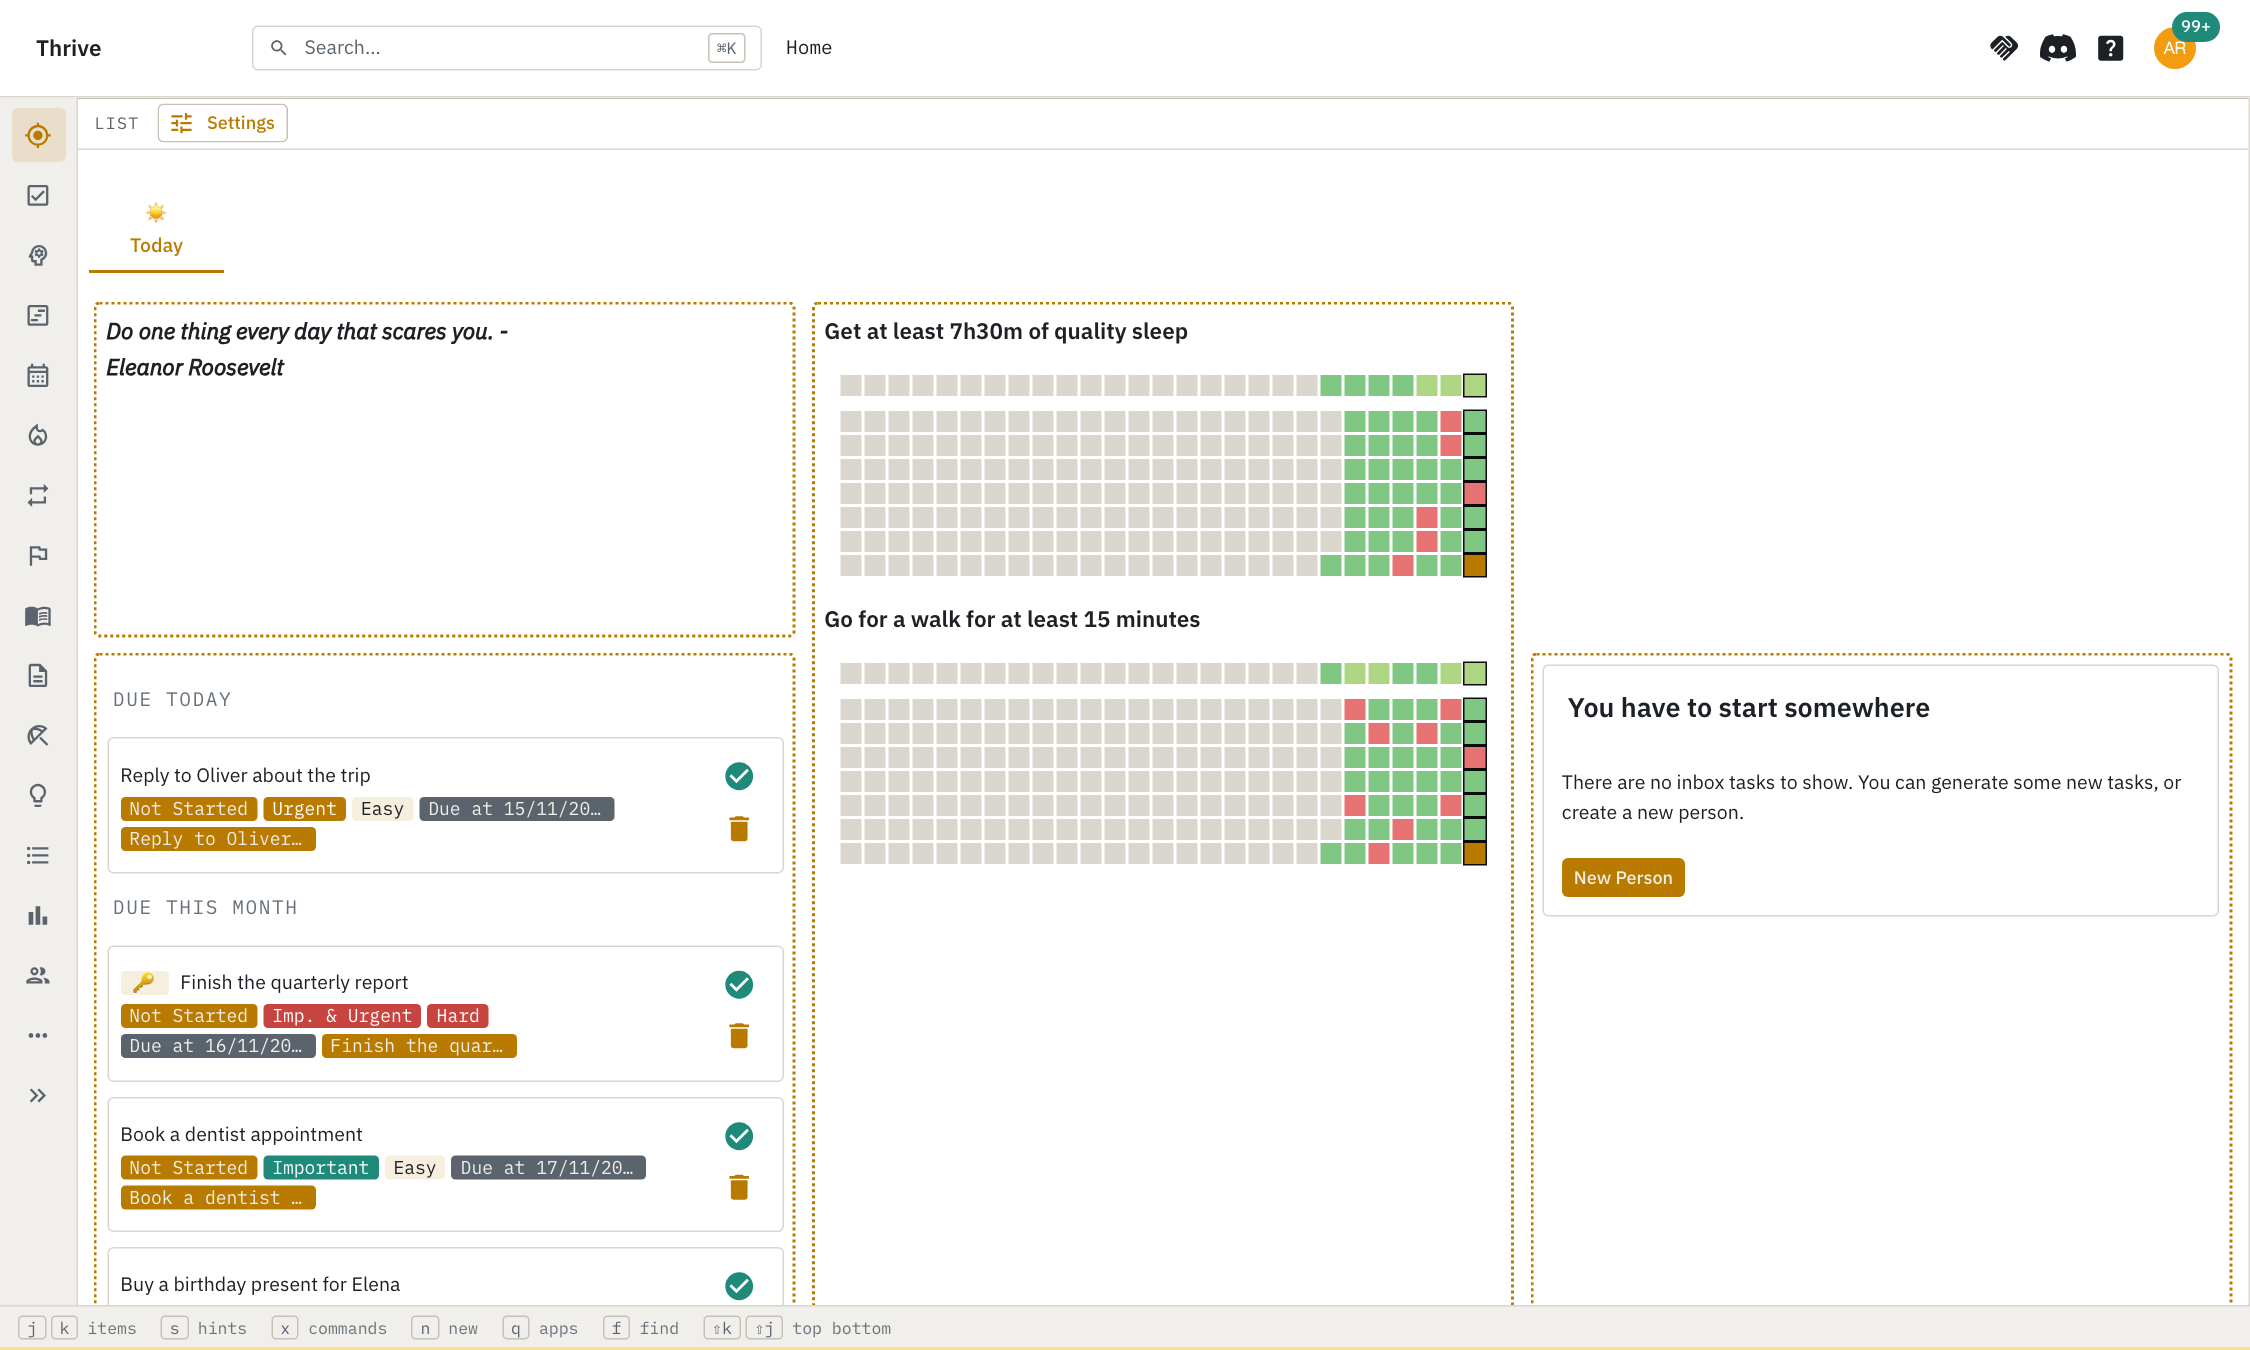 Thrive
Search...
⌘K
Home
?
99+
AR
LIST
Settings
Today
Do one thing every day that scares you. -
Eleanor Roosevelt
Get at least 7h30m of quality sleep
Go for a walk for at least 15 minutes
DUE TODAY
Reply to Oliver about the trip
Not Started Urgent Easy Due at 15/11/20…
Reply to Oliver…
DUE THIS MONTH
🔑 Finish the quarterly report
Not Started Imp. & Urgent Hard
Due at 16/11/20… Finish the quar…
Book a dentist appointment
Not Started Important Easy Due at 17/11/20…
Book a dentist …
Buy a birthday present for Elena
You have to start somewhere
There are no inbox tasks to show. You can generate some new tasks, or
create a new person.
New Person
j k items s hints x commands n new q apps f find ⇧k ⇧j top bottom